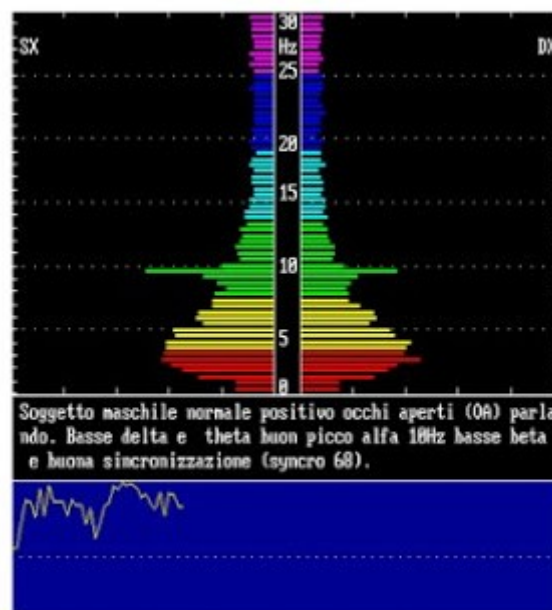 30
SX Hz DX
25
20
15
10
5
0
Soggetto maschile normale positivo occhi aperti (OA) parla
ndo. Basse delta e theta buon picco alfa 10Hz basse beta
e buona sincronizzazione (syncro 68).